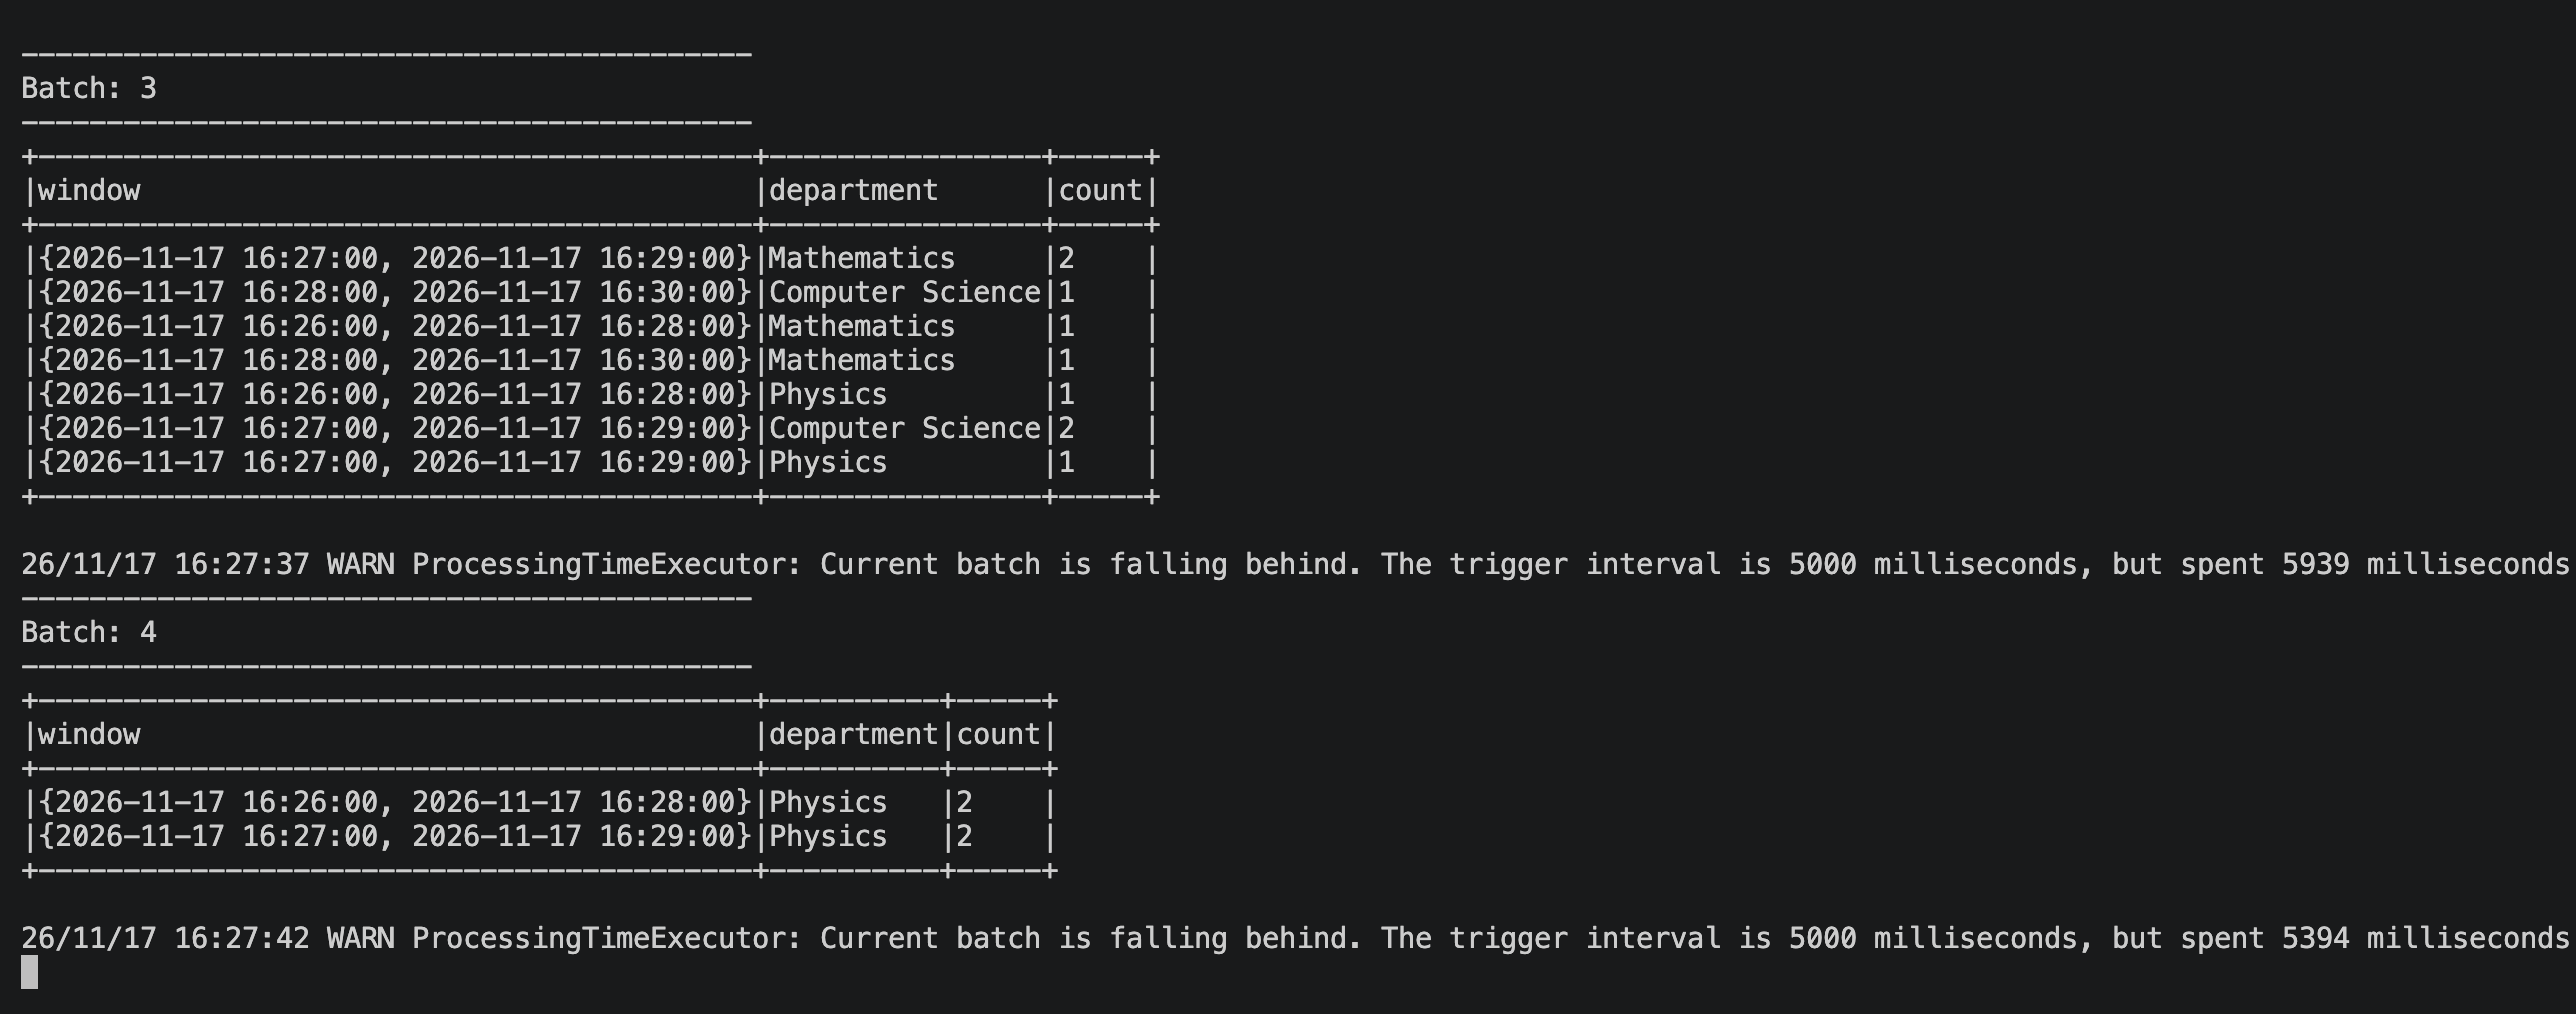 -------------------------------------------
Batch: 3
-------------------------------------------
+------------------------------------------+----------------+-----+
|window                                    |department      |count|
+------------------------------------------+----------------+-----+
|{2026-11-17 16:27:00, 2026-11-17 16:29:00}|Mathematics     |2    |
|{2026-11-17 16:28:00, 2026-11-17 16:30:00}|Computer Science|1    |
|{2026-11-17 16:26:00, 2026-11-17 16:28:00}|Mathematics     |1    |
|{2026-11-17 16:28:00, 2026-11-17 16:30:00}|Mathematics     |1    |
|{2026-11-17 16:26:00, 2026-11-17 16:28:00}|Physics         |1    |
|{2026-11-17 16:27:00, 2026-11-17 16:29:00}|Computer Science|2    |
|{2026-11-17 16:27:00, 2026-11-17 16:29:00}|Physics         |1    |
+------------------------------------------+----------------+-----+
26/11/17 16:27:37 WARN ProcessingTimeExecutor: Current batch is falling behind. The trigger interval is 5000 milliseconds, but spent 5939 milliseconds
-------------------------------------------
Batch: 4
-------------------------------------------
+------------------------------------------+----------+-----+
|window                                    |department|count|
+------------------------------------------+----------+-----+
|{2026-11-17 16:26:00, 2026-11-17 16:28:00}|Physics   |2    |
|{2026-11-17 16:27:00, 2026-11-17 16:29:00}|Physics   |2    |
+------------------------------------------+----------+-----+
26/11/17 16:27:42 WARN ProcessingTimeExecutor: Current batch is falling behind. The trigger interval is 5000 milliseconds, but spent 5394 milliseconds